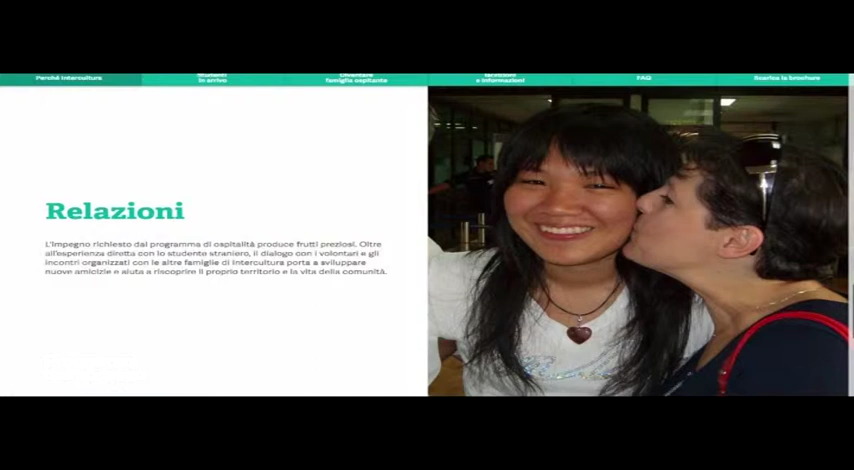 Perché Intercultura
Studenti
in arrivo
Diventare
famiglia ospitante
Iscrizioni
e informazioni
FAQ
Scarica la brochure
Relazioni
L'impegno richiesto dal programma di ospitalità produce frutti preziosi. Oltre
all'esperienza diretta con lo studente straniero, il dialogo con i volontari e gli
incontri organizzati con le altre famiglie di Intercultura porta a sviluppare
nuove amicizie e aiuta a riscoprire il proprio territorio e la vita della comunità.